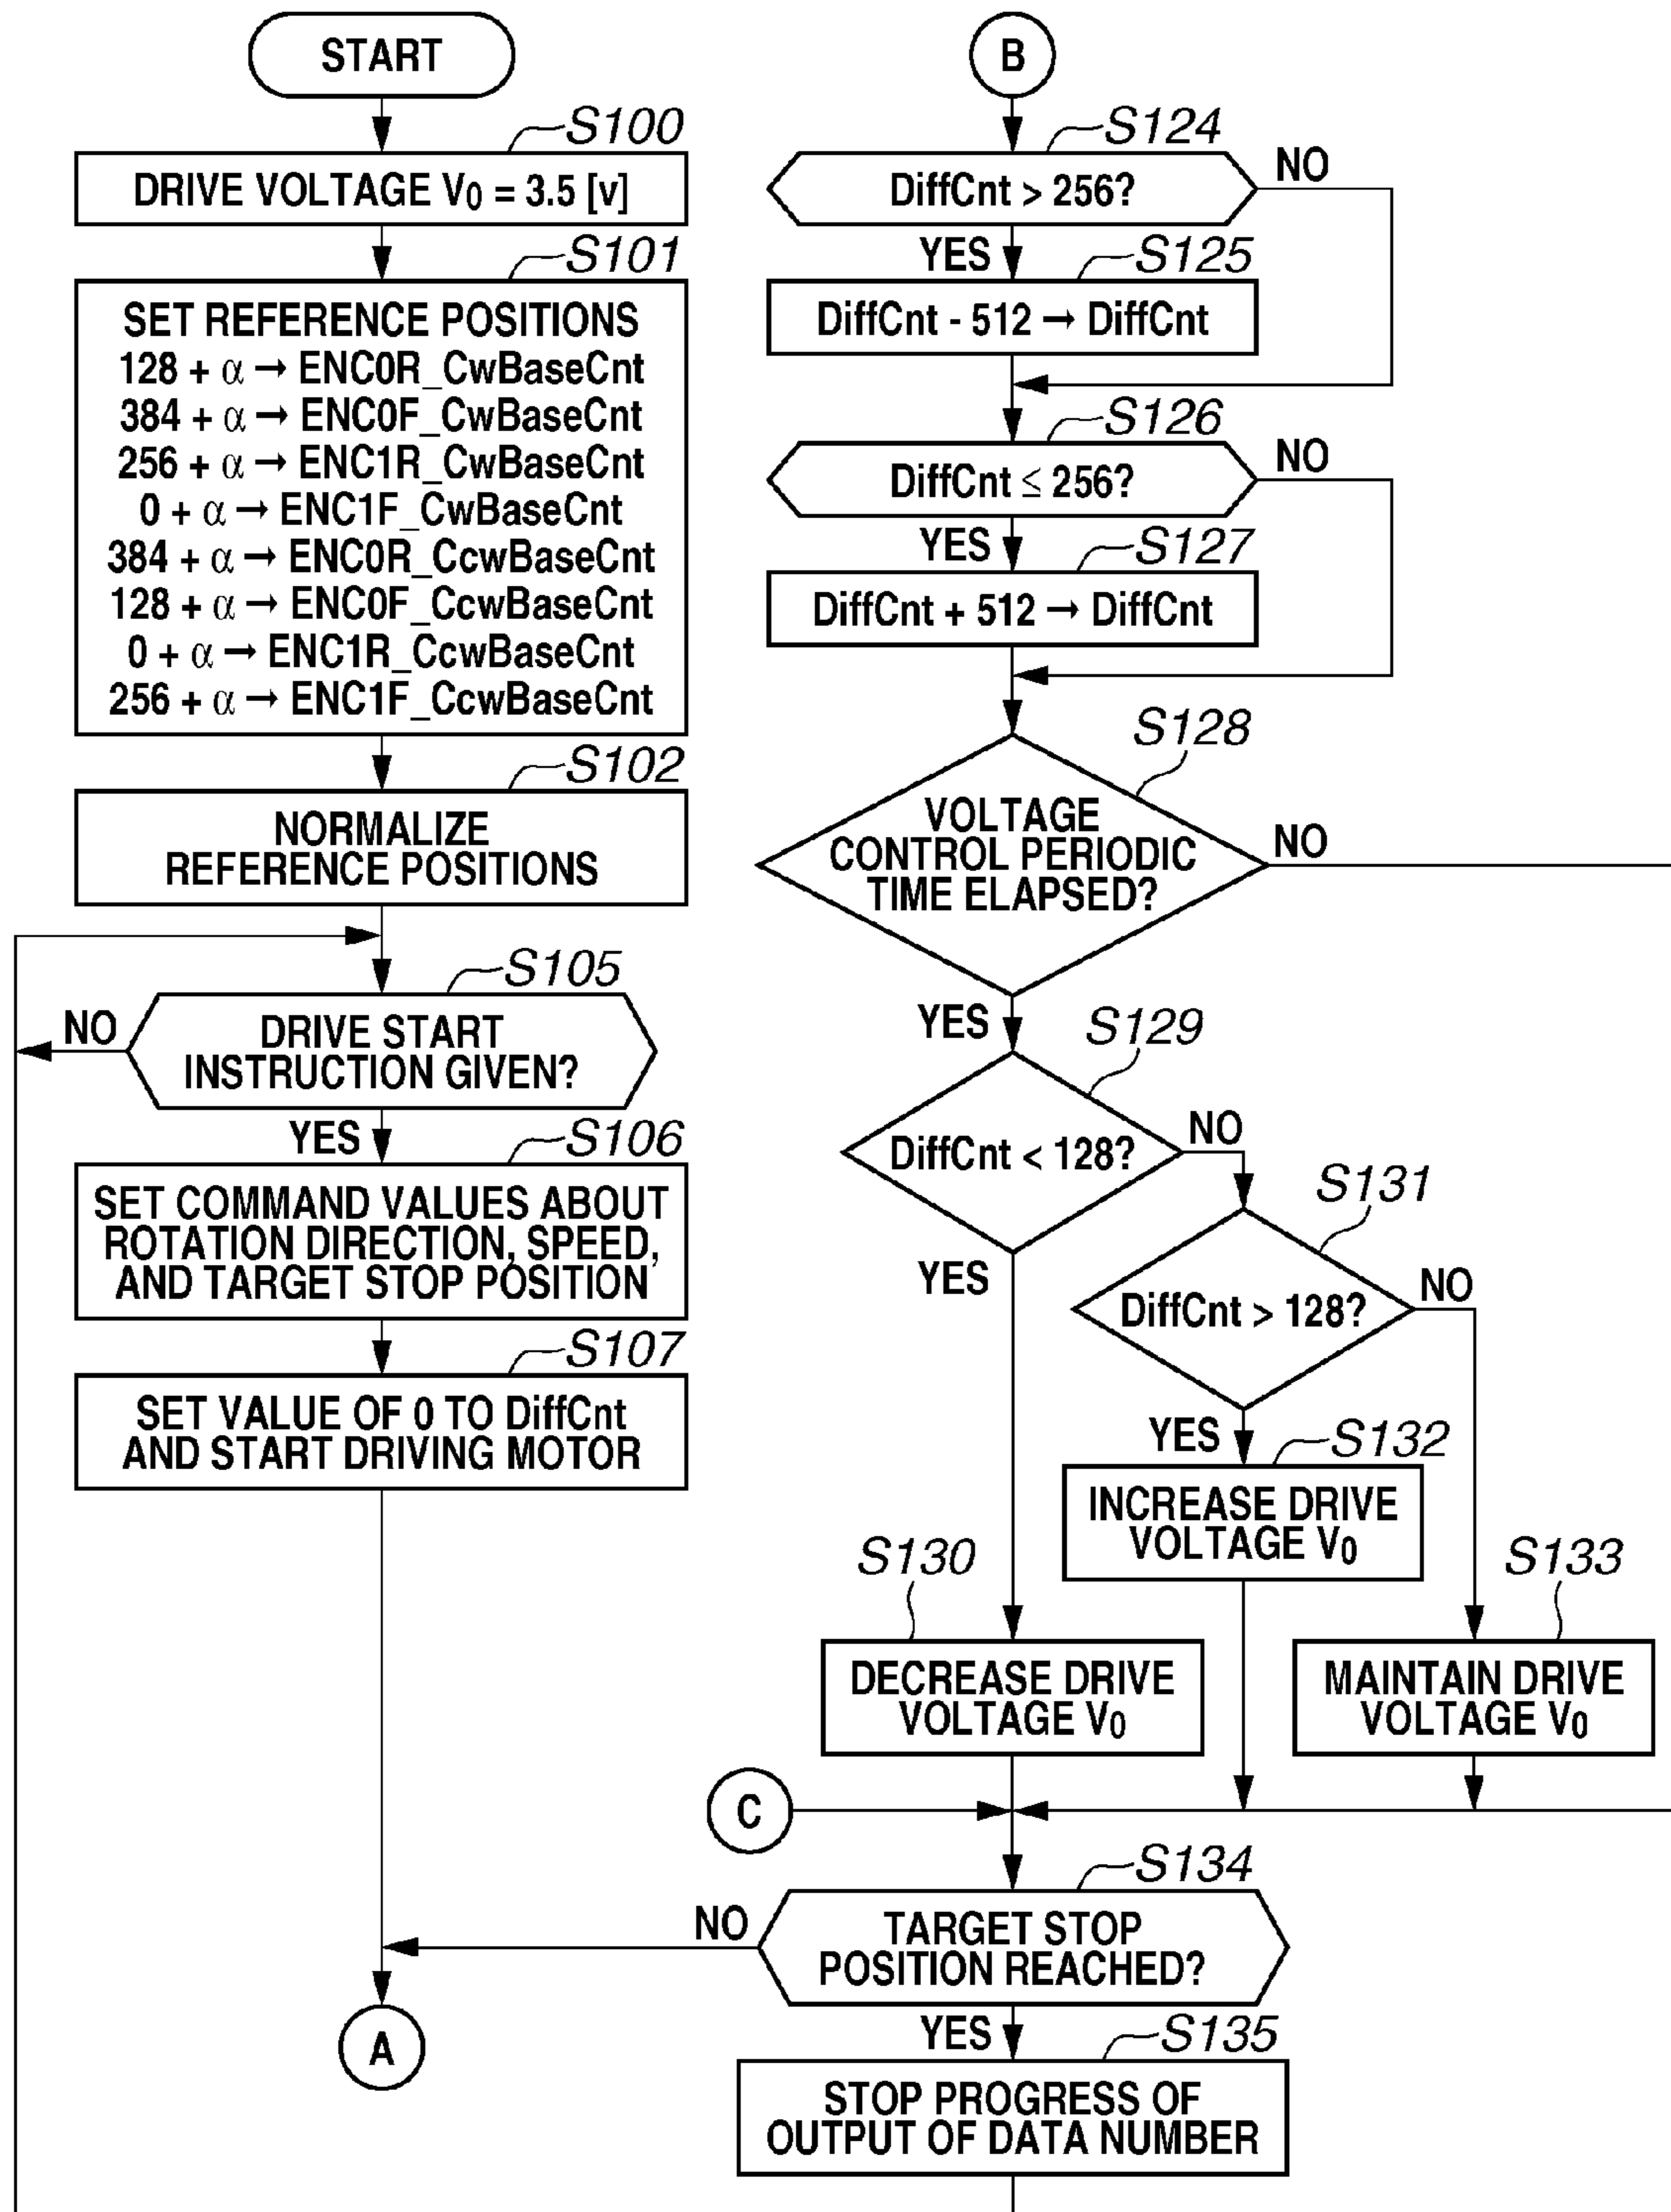 START
S100
DRIVE VOLTAGE V0 = 3.5 [v]
S101
SET REFERENCE POSITIONS
128 + α → ENC0R_CwBaseCnt
384 + α → ENC0F_CwBaseCnt
256 + α → ENC1R_CwBaseCnt
0 + α → ENC1F_CwBaseCnt
384 + α → ENC0R_CcwBaseCnt
128 + α → ENC0F_CcwBaseCnt
0 + α → ENC1R_CcwBaseCnt
256 + α → ENC1F_CcwBaseCnt
S102
NORMALIZE
REFERENCE POSITIONS
S105
NO
DRIVE START
INSTRUCTION GIVEN?
YES
S106
SET COMMAND VALUES ABOUT
ROTATION DIRECTION, SPEED,
AND TARGET STOP POSITION
S107
SET VALUE OF 0 TO DiffCnt
AND START DRIVING MOTOR
A
B
S124
DiffCnt > 256?
NO
YES
S125
DiffCnt - 512 → DiffCnt
S126
DiffCnt ≤ 256?
NO
YES
S127
DiffCnt + 512 → DiffCnt
S128
VOLTAGE
CONTROL PERIODIC
TIME ELAPSED?
NO
YES
S129
DiffCnt < 128?
NO
YES
S131
DiffCnt > 128?
NO
YES
S132
INCREASE DRIVE
VOLTAGE V0
S130
DECREASE DRIVE
VOLTAGE V0
S133
MAINTAIN DRIVE
VOLTAGE V0
C
S134
NO
TARGET STOP
POSITION REACHED?
YES
S135
STOP PROGRESS OF
OUTPUT OF DATA NUMBER